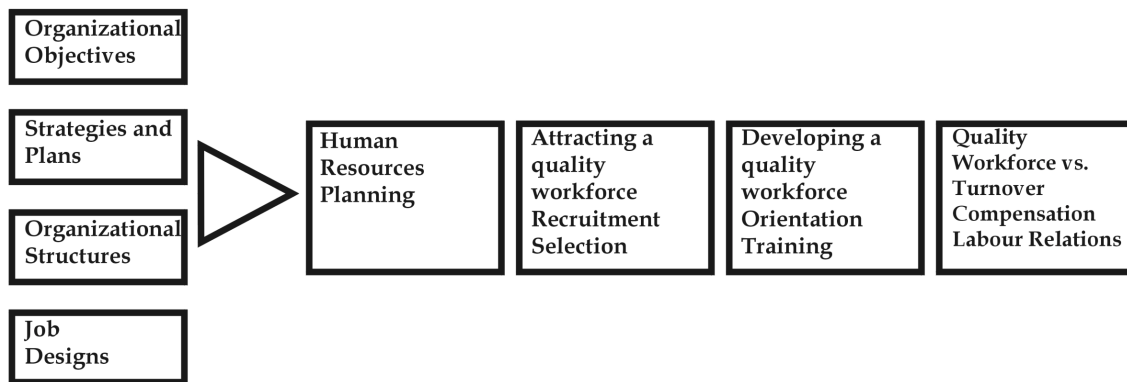 Organizational
Objectives
Strategies and
Plans
Organizational
Structures
Job
Designs
Human
Resources
Planning
Attracting a
quality
workforce
Recruitment
Selection
Developing a
quality
workforce
Orientation
Training
Quality
Workforce vs.
Turnover
Compensation
Labour Relations